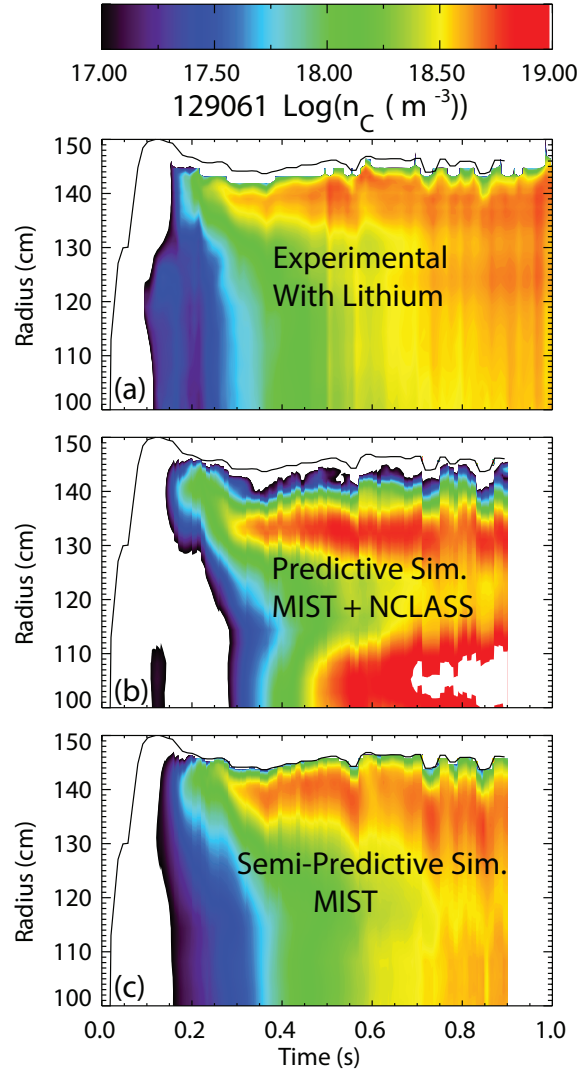 17.00 17.50 18.00 18.50 19.00
129061 Log(n_C ( m^-3))
150
140
130
120
110
100
Radius (cm)
Experimental
With Lithium
(a)
150
140
130
120
110
100
Radius (cm)
Predictive Sim.
MIST + NCLASS
(b)
150
140
130
120
110
100
Radius (cm)
Semi-Predictive Sim.
MIST
(c)
0.0 0.2 0.4 0.6 0.8 1.0
Time (s)